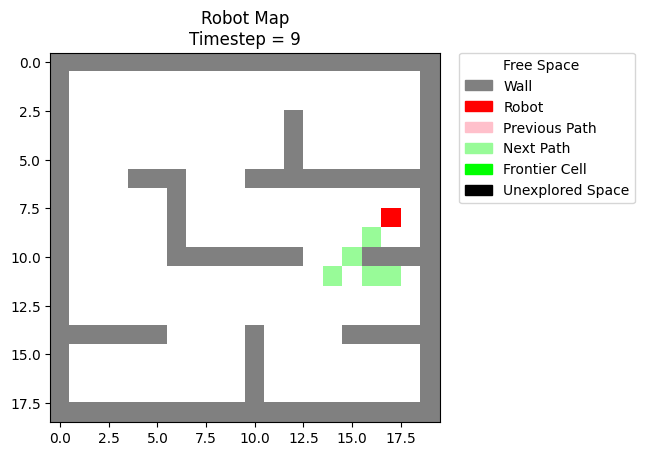 Robot Map
Timestep = 9
Free Space
Wall
Robot
Previous Path
Next Path
Frontier Cell
Unexplored Space
0.0
2.5
5.0
7.5
10.0
12.5
15.0
17.5
0.0 2.5 5.0 7.5 10.0 12.5 15.0 17.5